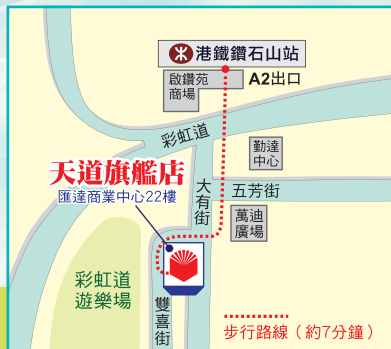 港鐵鑽石山站
啟鑽苑
商場
A2出口
彩虹道
勤達
中心
天道旗艦店
匯達商業中心22樓
大有街
五芳街
萬迪
廣場
彩虹道
遊樂場
雙喜街
步行路線（約7分鐘）